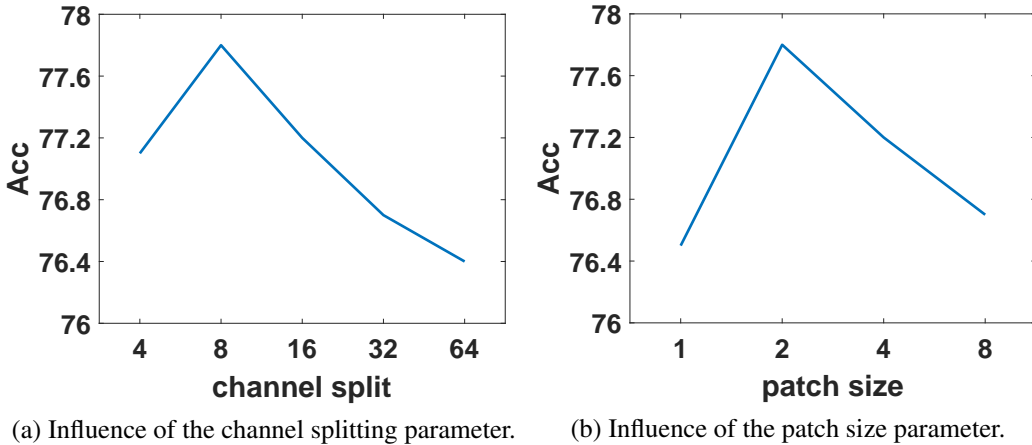 78
77.6
77.2
76.8
76.4
76
Acc
4 8 16 32 64
channel split
(a) Influence of the channel splitting parameter.
78
77.6
77.2
76.8
76.4
76
Acc
1 2 4 8
patch size
(b) Influence of the patch size parameter.